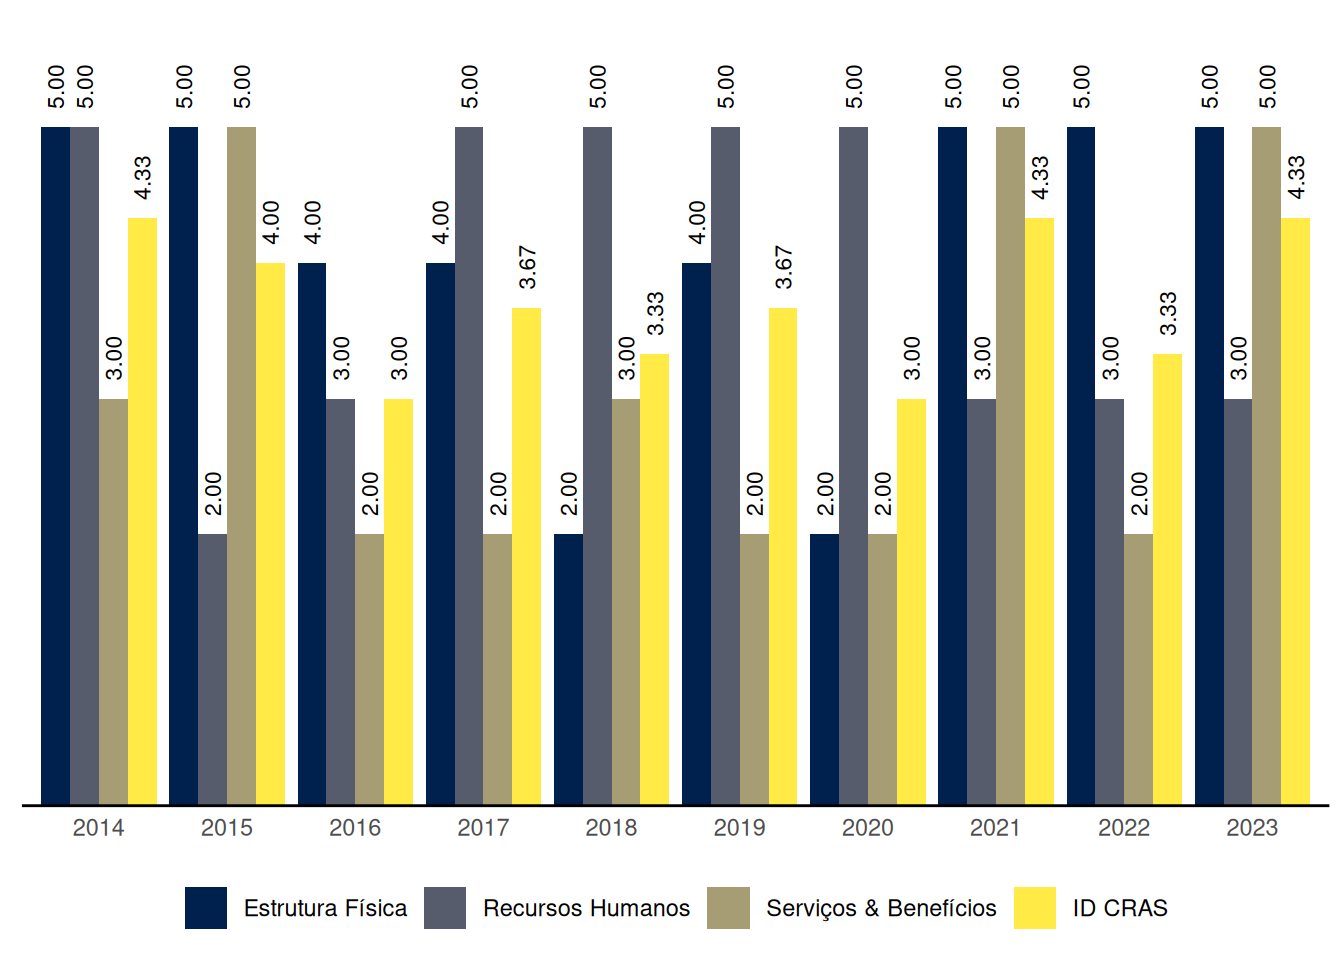 5.00 5.00 3.00 4.33
5.00 2.00 5.00 4.00
4.00 3.00 2.00 3.00
4.00 5.00 2.00 3.67
2.00 5.00 3.00 3.33
4.00 5.00 2.00 3.67
2.00 5.00 2.00 3.00
5.00 3.00 5.00 4.33
5.00 3.00 2.00 3.33
5.00 3.00 5.00 4.33
2014 2015 2016 2017 2018 2019 2020 2021 2022 2023
Estrutura Física Recursos Humanos Serviços & Benefícios ID CRAS